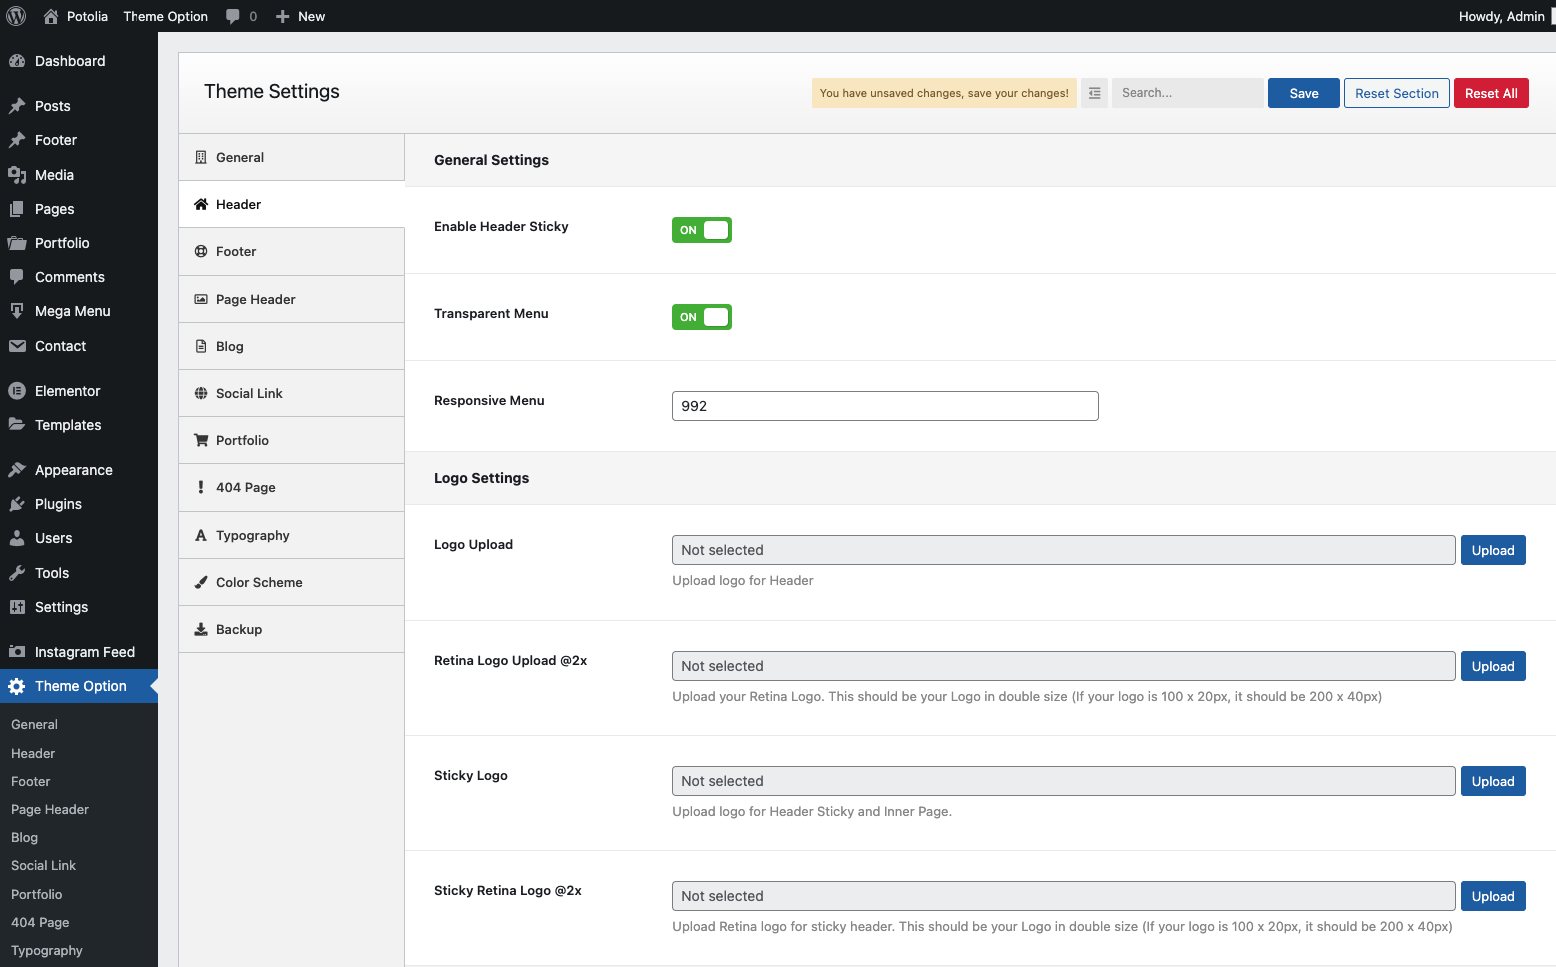 Potolia Theme Option 0 New Howdy, Admin
Dashboard
Posts
Footer
Media
Pages
Portfolio
Comments
Mega Menu
Contact
Elementor
Templates
Appearance
Plugins
Users
Tools
Settings
Instagram Feed
Theme Option
General
Header
Footer
Page Header
Blog
Social Link
Portfolio
404 Page
Typography
Theme Settings
You have unsaved changes, save your changes! Search... Save Reset Section Reset All
General
Header
Footer
Page Header
Blog
Social Link
Portfolio
404 Page
Typography
Color Scheme
Backup
General Settings
Enable Header Sticky ON
Transparent Menu ON
Responsive Menu 992
Logo Settings
Logo Upload Not selected Upload
Upload logo for Header
Retina Logo Upload @2x Not selected Upload
Upload your Retina Logo. This should be your Logo in double size (If your logo is 100 x 20px, it should be 200 x 40px)
Sticky Logo Not selected Upload
Upload logo for Header Sticky and Inner Page.
Sticky Retina Logo @2x Not selected Upload
Upload Retina logo for sticky header. This should be your Logo in double size (If your logo is 100 x 20px, it should be 200 x 40px)